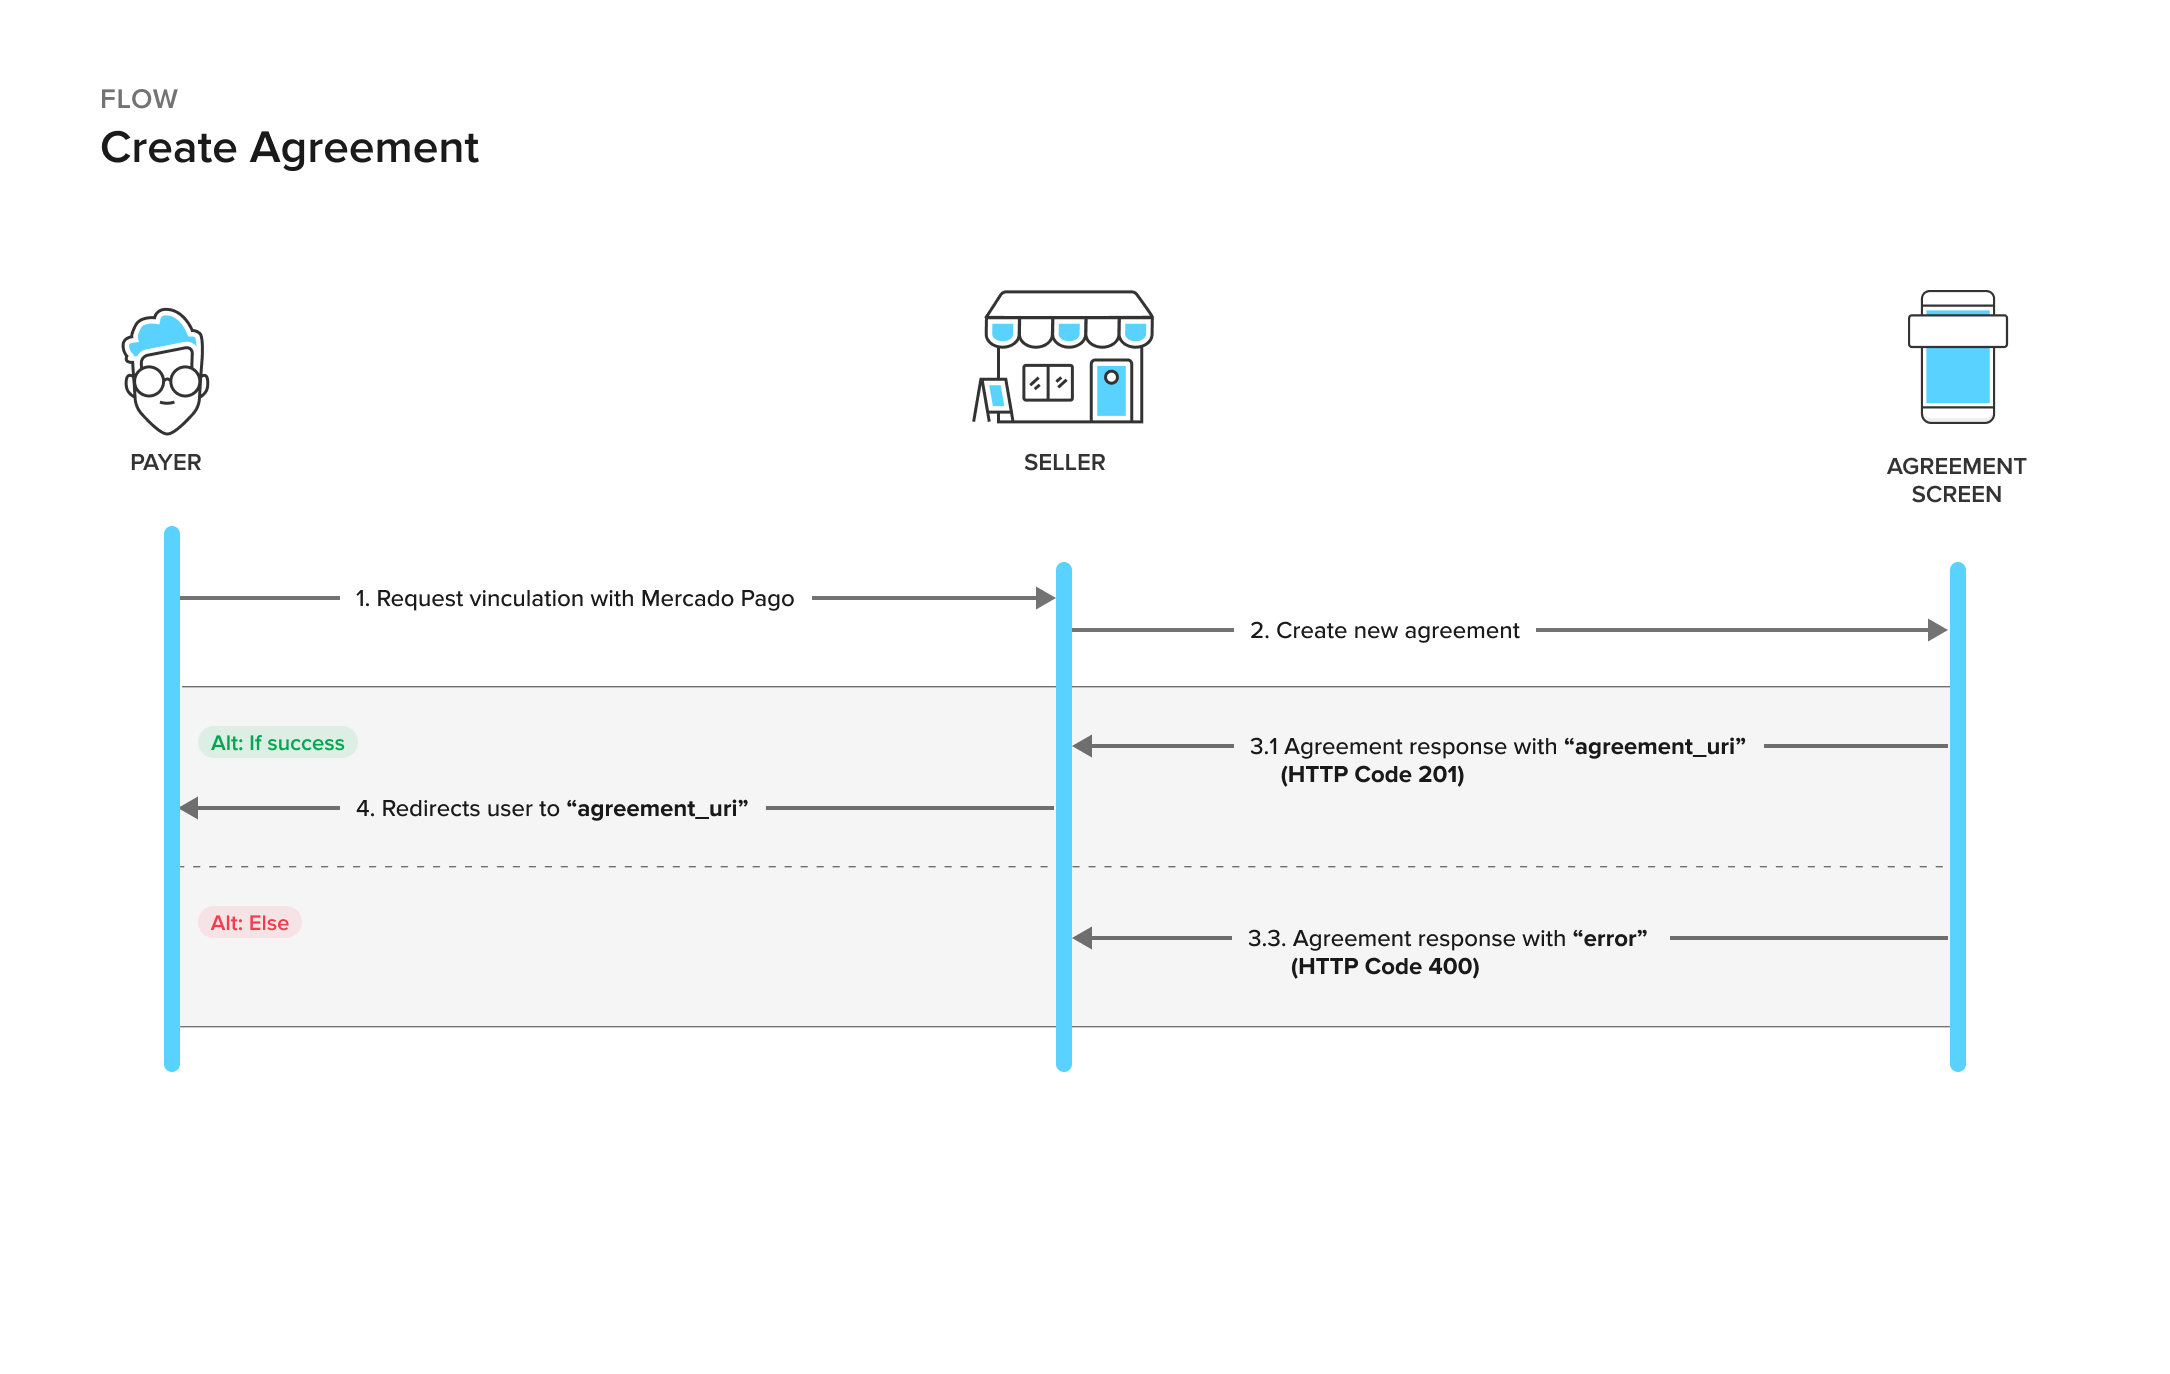 FLOW
Create Agreement
PAYER
SELLER
AGREEMENT
SCREEN
1. Request vinculation with Mercado Pago
2. Create new agreement
Alt: If success
3.1 Agreement response with “agreement_uri”
(HTTP Code 201)
4. Redirects user to “agreement_uri”
Alt: Else
3.3. Agreement response with “error”
(HTTP Code 400)